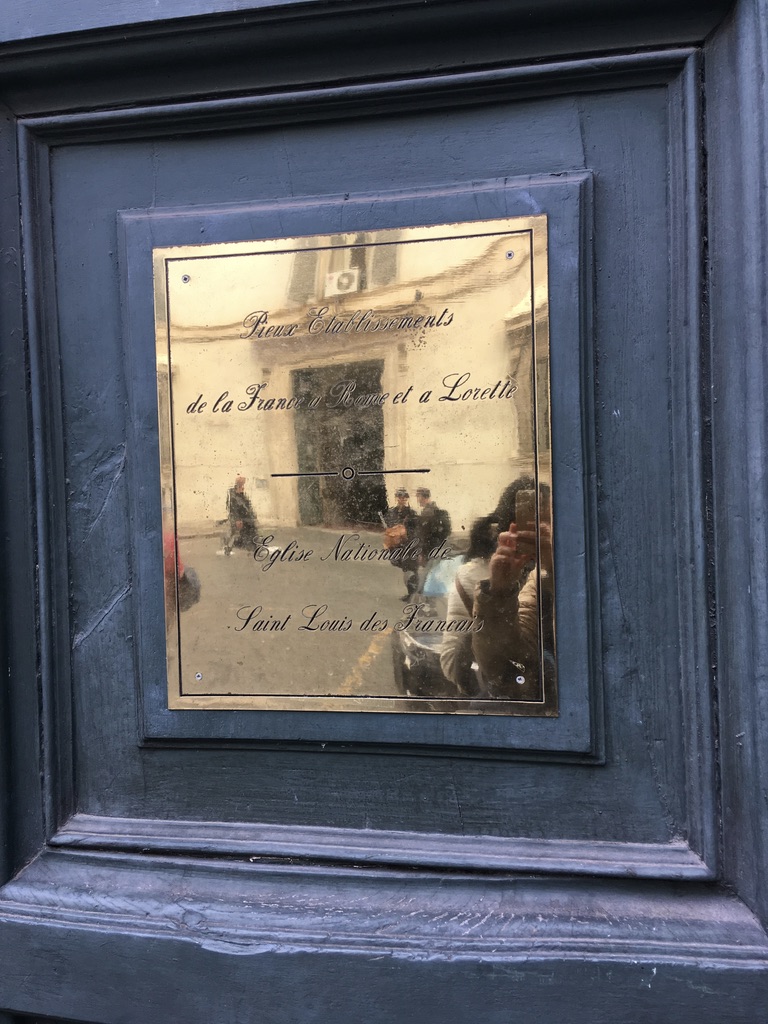 Pieux Etablissements
de la France a Rome et a Lorette
Eglise Nationale de
Saint Louis des Francais